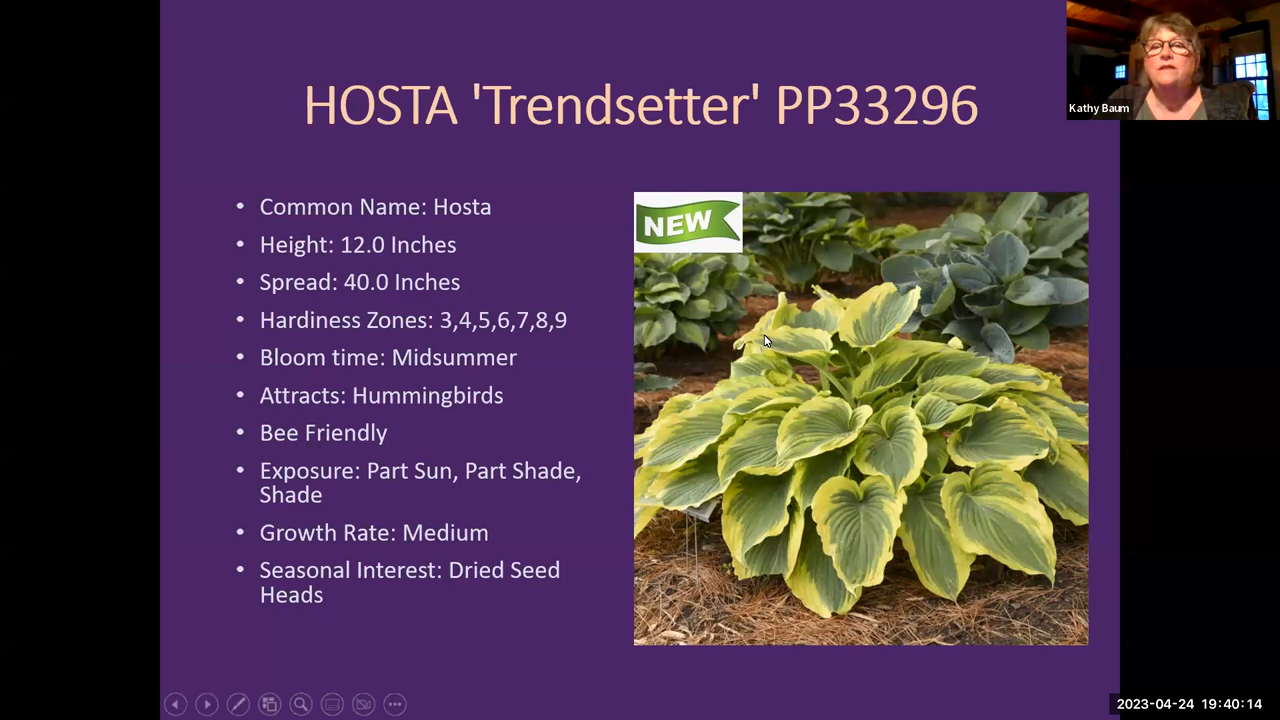 HOSTA 'Trendsetter' PP33296
Kathy Baum
• Common Name: Hosta
• Height: 12.0 Inches
• Spread: 40.0 Inches
• Hardiness Zones: 3,4,5,6,7,8,9
• Bloom time: Midsummer
• Attracts: Hummingbirds
• Bee Friendly
• Exposure: Part Sun, Part Shade,
Shade
• Growth Rate: Medium
• Seasonal Interest: Dried Seed
Heads
NEW
2023-04-24 19:40:14